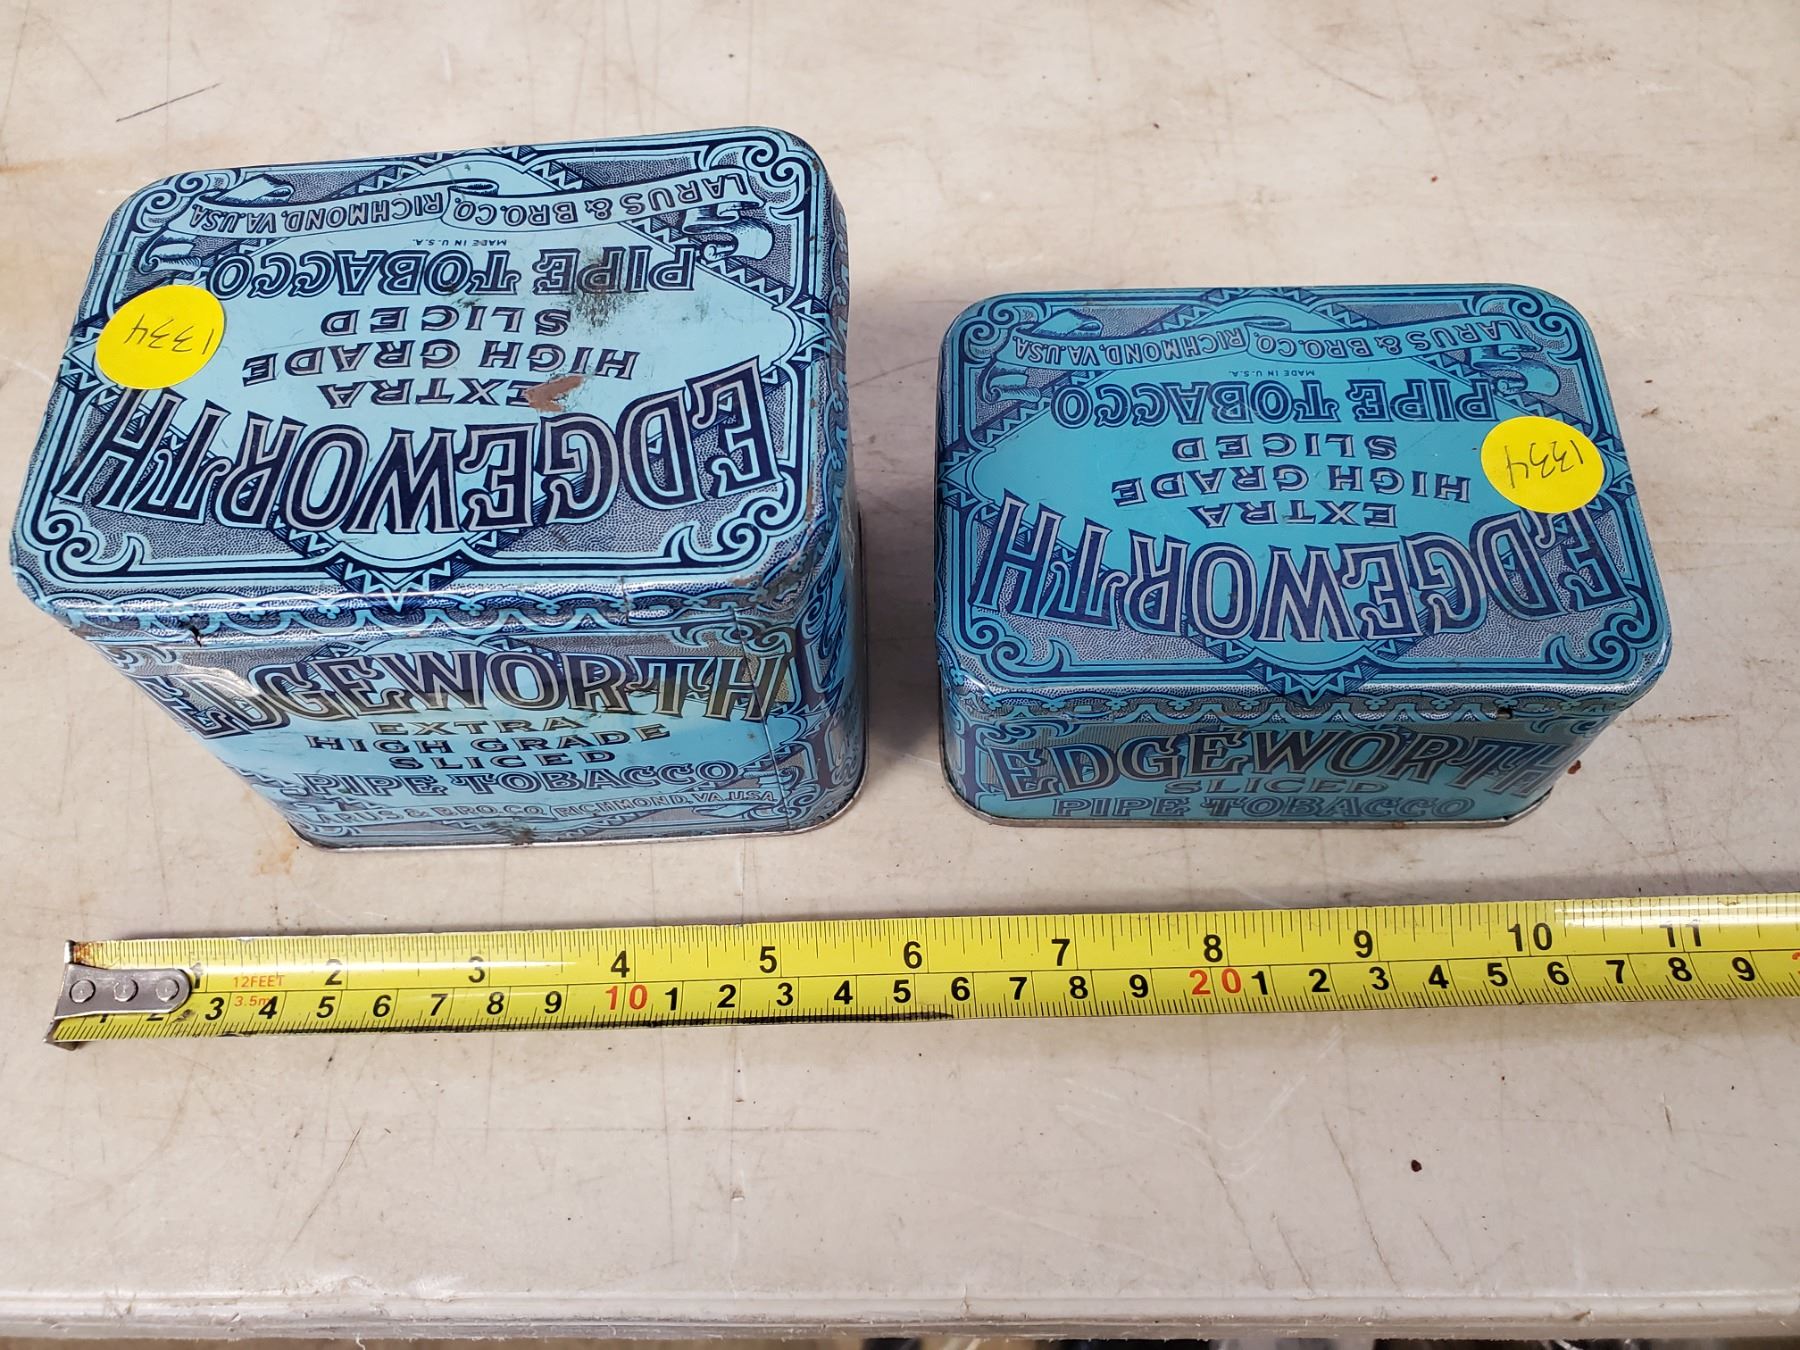 LARUS & BRO. CO. RICHMOND, VA. U.S.A.
MADE IN U.S.A.
PIPE TOBACCO
SLICED
HIGH GRADE
EXTRA
EDGEWORTH
1334
EDGEWORTH
EXTRA
HIGH GRADE
SLICED
PIPE TOBACCO
LARUS & BRO. CO. RICHMOND, VA. USA
LARUS & BRO. CO. RICHMOND, VA. U.S.A.
MADE IN U.S.A.
PIPE TOBACCO
SLICED
HIGH GRADE
EXTRA
EDGEWORTH
1334
EDGEWORTH
SLICED
PIPE TOBACCO
1 2 3 4 5 6 7 8 9 10 11
12FEET
3.5m
1 2 3 4 5 6 7 8 9 10 1 2 3 4 5 6 7 8 9 20 1 2 3 4 5 6 7 8 9